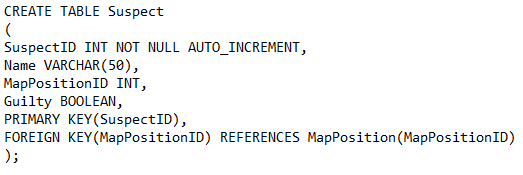 CREATE TABLE Suspect
(
SuspectID INT NOT NULL AUTO_INCREMENT,
Name VARCHAR(50),
MapPositionID INT,
Guilty BOOLEAN,
PRIMARY KEY(SuspectID),
FOREIGN KEY(MapPositionID) REFERENCES MapPosition(MapPositionID)
);